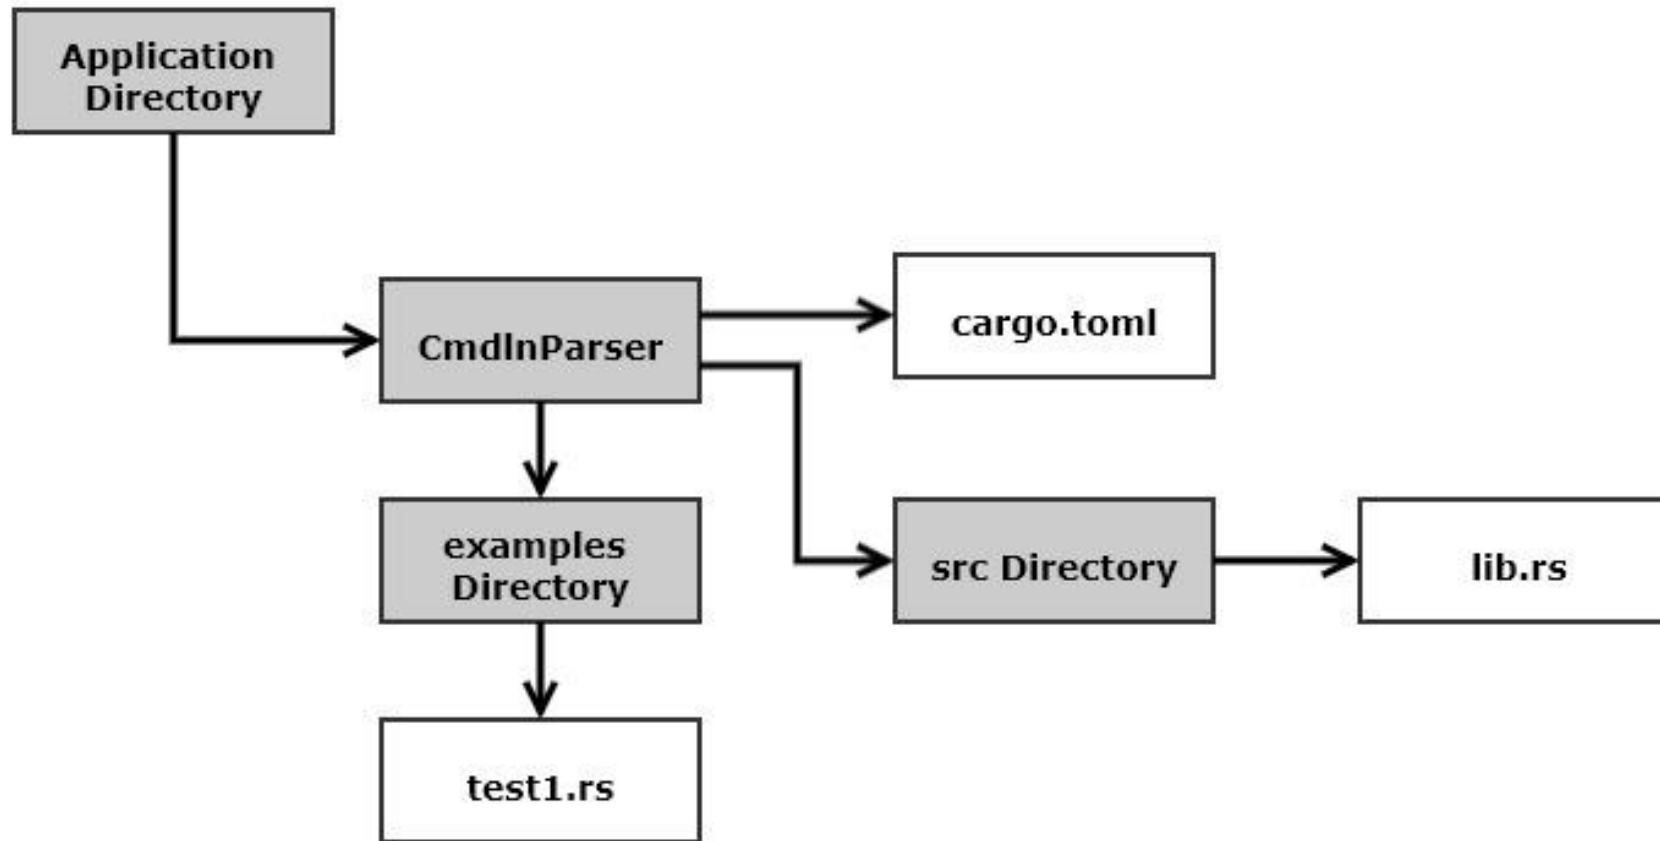 Application
Directory
CmdlnParser
cargo.toml
examples
Directory
src Directory
lib.rs
test1.rs